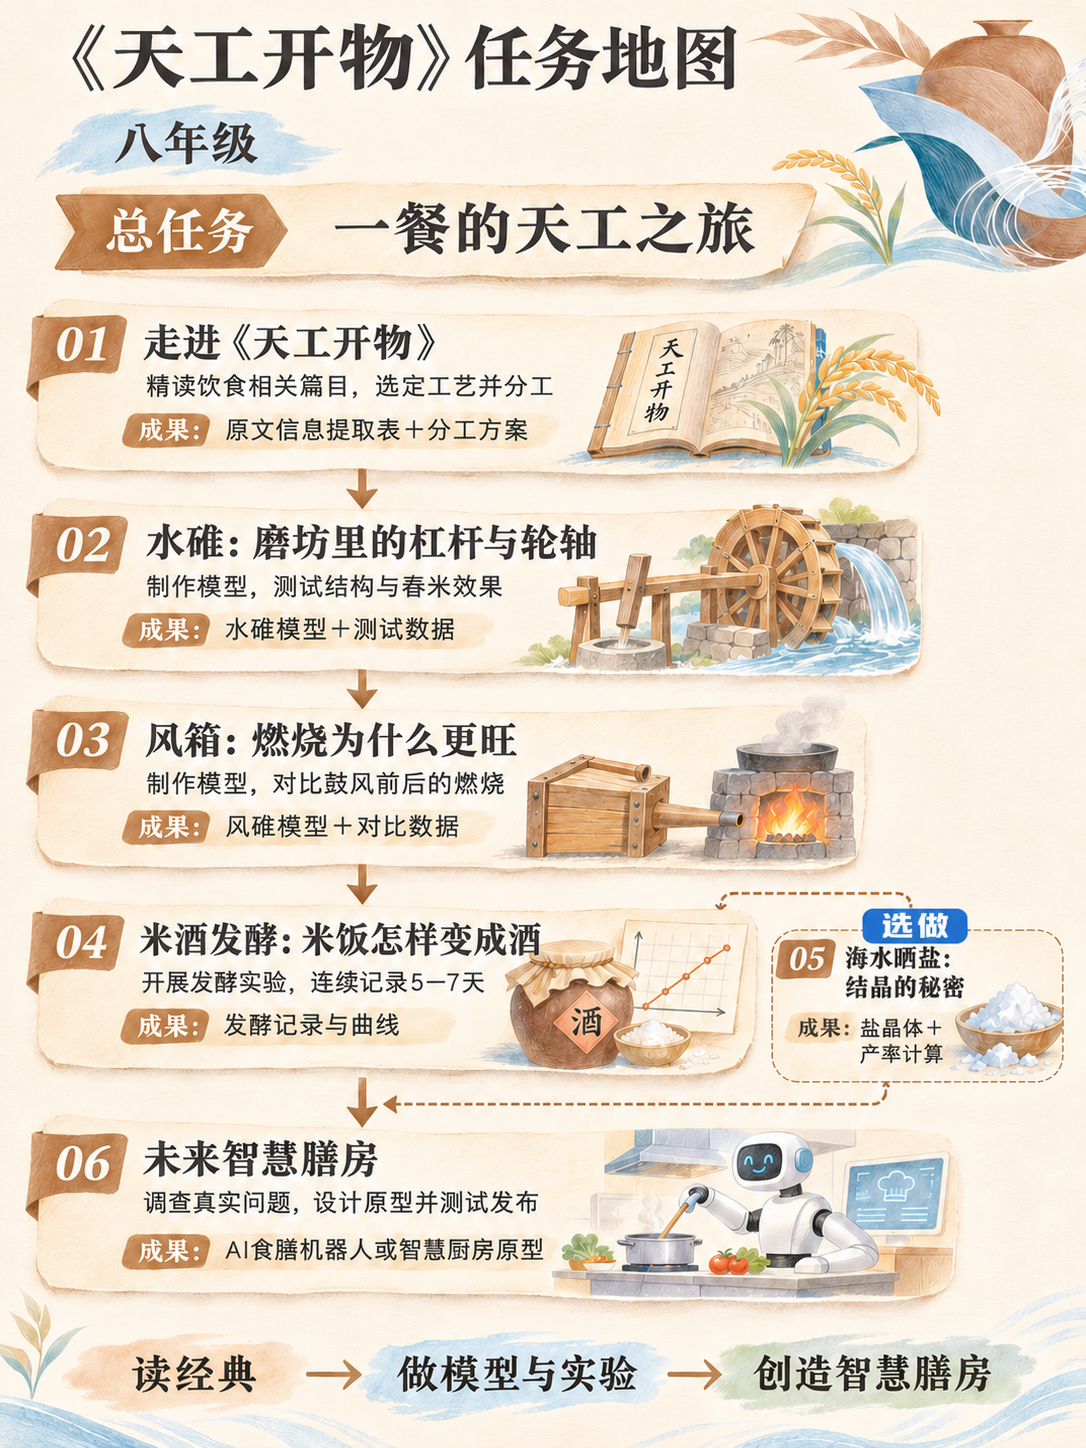 《天工开物》任务地图
八年级
总任务
一餐的天工之旅
01
走进《天工开物》
精读饮食相关篇目，选定工艺并分工
成果：
原文信息提取表＋分工方案
天工开物
02
水碓：磨坊里的杠杆与轮轴
制作模型，测试结构与舂米效果
成果：
水碓模型＋测试数据
03
风箱：燃烧为什么更旺
制作模型，对比鼓风前后的燃烧
成果：
风碓模型＋对比数据
04
米酒发酵：米饭怎样变成酒
开展发酵实验，连续记录5—7天
成果：
发酵记录与曲线
酒
选做
05
海水晒盐：
结晶的秘密
成果：
盐晶体＋
产率计算
06
未来智慧膳房
调查真实问题，设计原型并测试发布
成果：
AI食膳机器人或智慧厨房原型
读经典
做模型与实验
创造智慧膳房